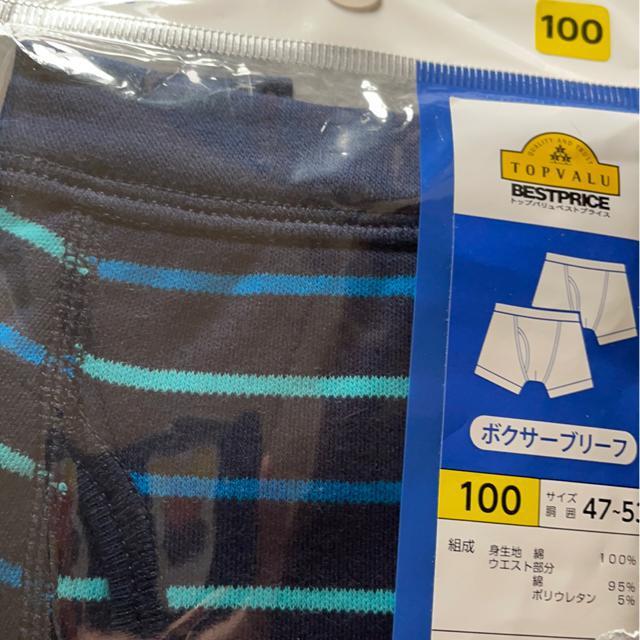 100
QUALITY AND TRUST
TOPVALU
BESTPRICE
トップバリュベストプライス
ボクサーブリーフ
100 サイズ 胴囲 47~53
組成 身生地 綿 100%
ウエスト部分
綿 95%
ポリウレタン 5%